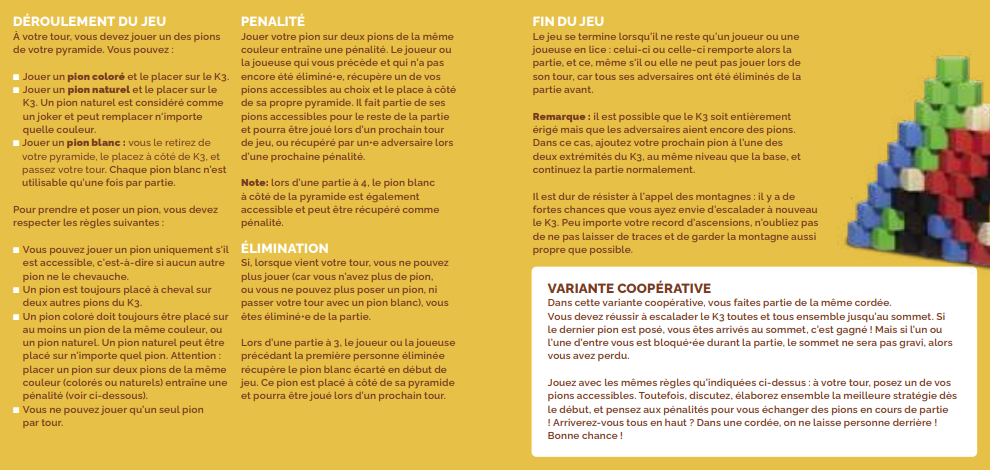 DÉROULEMENT DU JEU
À votre tour, vous devez jouer un des pions
de votre pyramide. Vous pouvez :
Jouer un pion coloré et le placer sur le K3.
Jouer un pion naturel et le placer sur le
K3. Un pion naturel est considéré comme
un joker et peut remplacer n'importe
quelle couleur.
Jouer un pion blanc : vous le retirez de
votre pyramide, le placez à côté de K3, et
passez votre tour. Chaque pion blanc n'est
utilisable qu'une fois par partie.
Pour prendre et poser un pion, vous devez
respecter les règles suivantes :
Vous pouvez jouer un pion uniquement s'il
est accessible, c'est-à-dire si aucun autre
pion ne le chevauche.
Un pion est toujours placé à cheval sur
deux autres pions du K3.
Un pion coloré doit toujours être placé sur
au moins un pion de la même couleur, ou
un pion naturel. Un pion naturel peut être
placé sur n'importe quel pion. Attention :
placer un pion sur deux pions de la même
couleur (colorés ou naturels) entraîne une
pénalité (voir ci-dessous).
Vous ne pouvez jouer qu'un seul pion
par tour.
PENALITÉ
Jouer votre pion sur deux pions de la même
couleur entraîne une pénalité. Le joueur ou
la joueuse qui vous précède et qui n'a pas
encore été éliminé•e, récupère un de vos
pions accessibles au choix et le place à côté
de sa propre pyramide. Il fait partie de ses
pions accessibles pour le reste de la partie
et pourra être joué lors d'un prochain tour
de jeu, ou récupéré par un•e adversaire lors
d'une prochaine pénalité.
Note: lors d'une partie à 4, le pion blanc
à côté de la pyramide est également
accessible et peut être récupéré comme
pénalité.
ÉLIMINATION
Si, lorsque vient votre tour, vous ne pouvez
plus jouer (car vous n'avez plus de pion,
ou vous ne pouvez plus poser un pion, ni
passer votre tour avec un pion blanc), vous
êtes éliminé•e de la partie.
Lors d'une partie à 3, le joueur ou la joueuse
précédant la première personne éliminée
récupère le pion blanc écarté en début de
jeu. Ce pion est placé à côté de sa pyramide
et pourra être joué lors d'un prochain tour.
FIN DU JEU
Le jeu se termine lorsqu'il ne reste qu'un joueur ou une
joueuse en lice : celui-ci ou celle-ci remporte alors la
partie, et ce, même s'il ou elle ne peut pas jouer lors de
son tour, car tous ses adversaires ont été éliminés de la
partie avant.
Remarque : il est possible que le K3 soit entièrement
érigé mais que les adversaires aient encore des pions.
Dans ce cas, ajoutez votre prochain pion à l'une des
deux extrémités du K3, au même niveau que la base, et
continuez la partie normalement.
Il est dur de résister à l'appel des montagnes : il y a de
fortes chances que vous ayez envie d'escalader à nouveau
le K3. Peu importe votre record d'ascensions, n'oubliez pas
de ne pas laisser de traces et de garder la montagne aussi
propre que possible.
VARIANTE COOPÉRATIVE
Dans cette variante coopérative, vous faites partie de la même cordée.
Vous devez réussir à escalader le K3 toutes et tous ensemble jusqu'au sommet. Si
le dernier pion est posé, vous êtes arrivés au sommet, c'est gagné ! Mais si l'un ou
l'une d'entre vous est bloqué•ée durant la partie, le sommet ne sera pas gravi, alors
vous avez perdu.
Jouez avec les mêmes règles qu'indiquées ci-dessus : à votre tour, posez un de vos
pions accessibles. Toutefois, discutez, élaborez ensemble la meilleure stratégie dès
le début, et pensez aux pénalités pour vous échanger des pions en cours de partie
! Arriverez-vous tous en haut ? Dans une cordée, on ne laisse personne derrière !
Bonne chance !